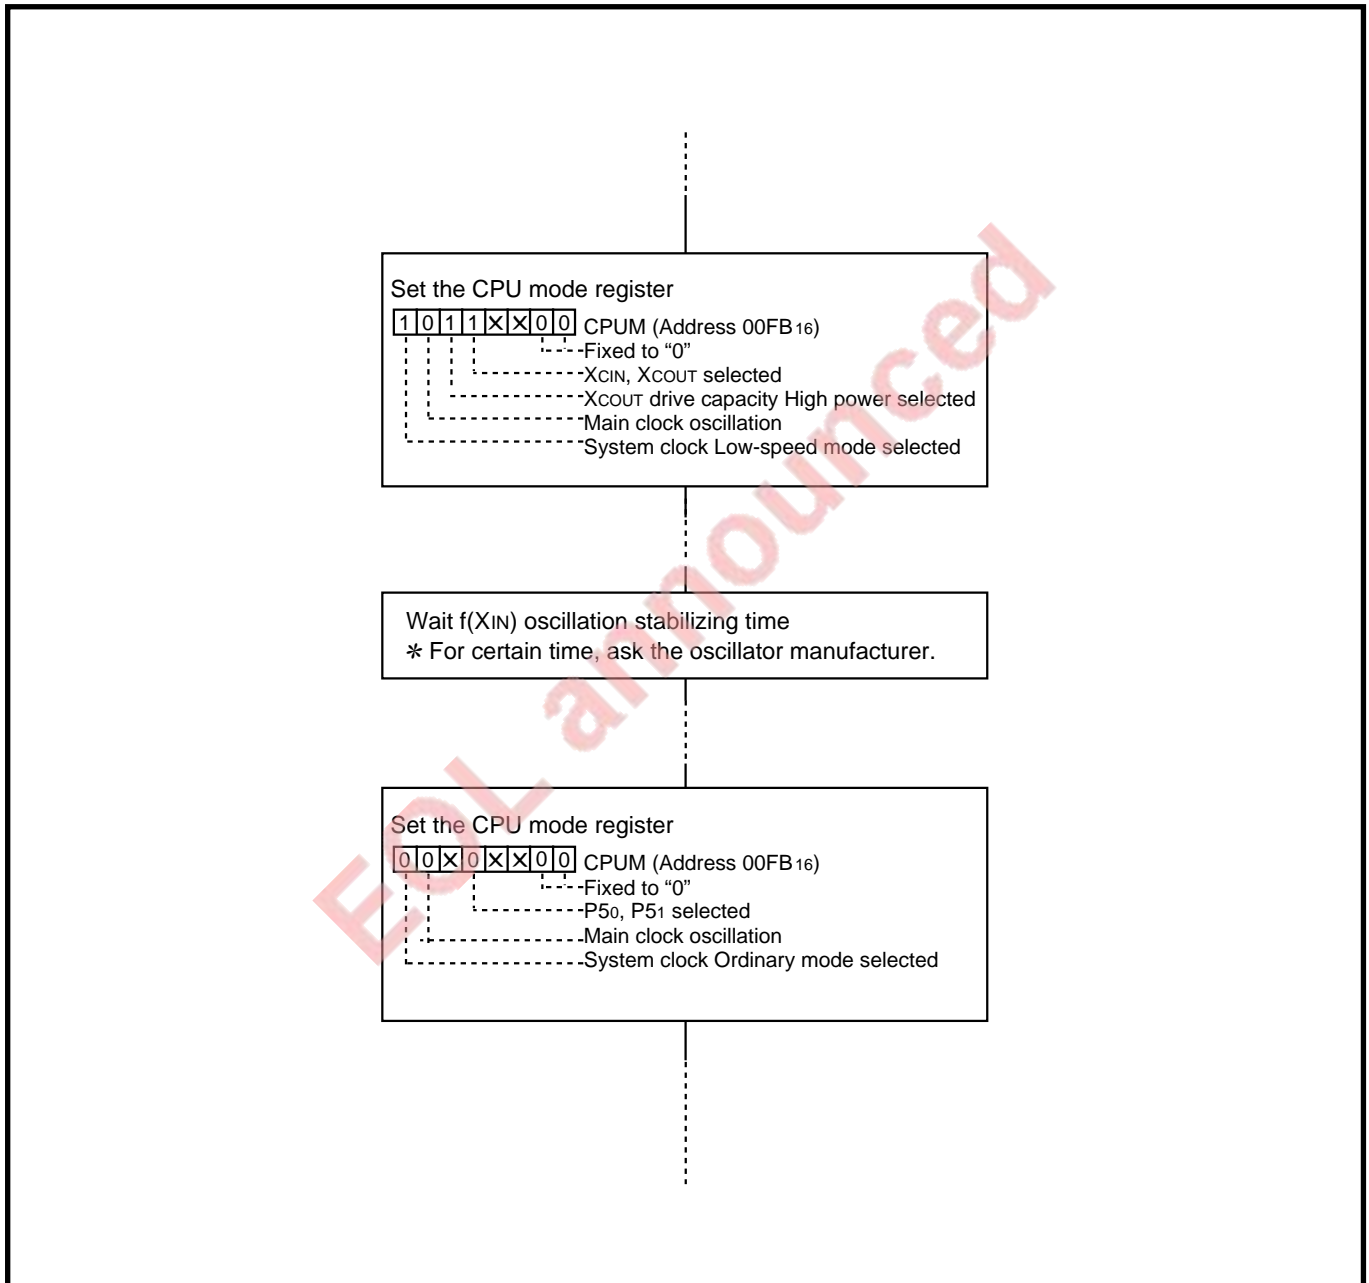 Set the CPU mode register
1 0 1 1 X X 0 0 CPUM (Address 00FB16)
Fixed to “0”
XCIN, XCOUT selected
XCOUT drive capacity High power selected
Main clock oscillation
System clock Low-speed mode selected
Wait f(XIN) oscillation stabilizing time
* For certain time, ask the oscillator manufacturer.
Set the CPU mode register
0 0 X 0 X X 0 0 CPUM (Address 00FB16)
Fixed to “0”
P50, P51 selected
Main clock oscillation
System clock Ordinary mode selected
EOL announced